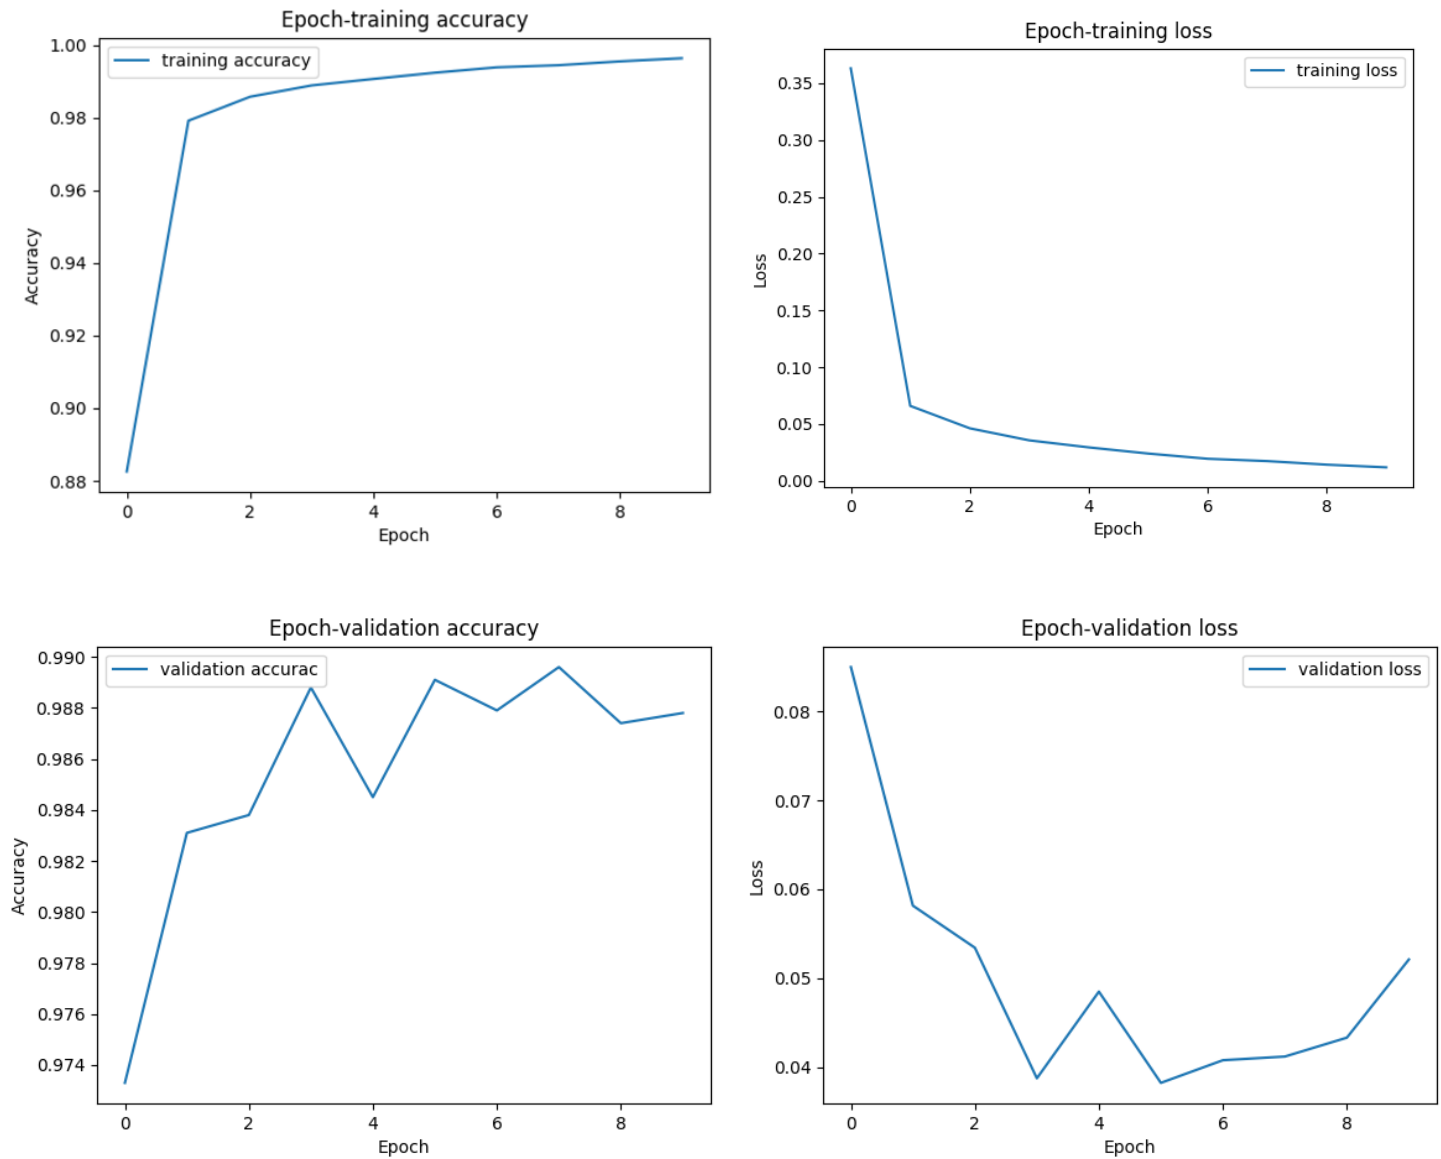 Epoch-training accuracy
training accuracy
1.00
0.98
0.96
0.94
0.92
0.90
0.88
Accuracy
0 2 4 6 8
Epoch
Epoch-training loss
training loss
0.35
0.30
0.25
0.20
0.15
0.10
0.05
0.00
Loss
0 2 4 6 8
Epoch
Epoch-validation accuracy
validation accurac
0.990
0.988
0.986
0.984
0.982
0.980
0.978
0.976
0.974
Accuracy
0 2 4 6 8
Epoch
Epoch-validation loss
validation loss
0.08
0.07
0.06
0.05
0.04
Loss
0 2 4 6 8
Epoch